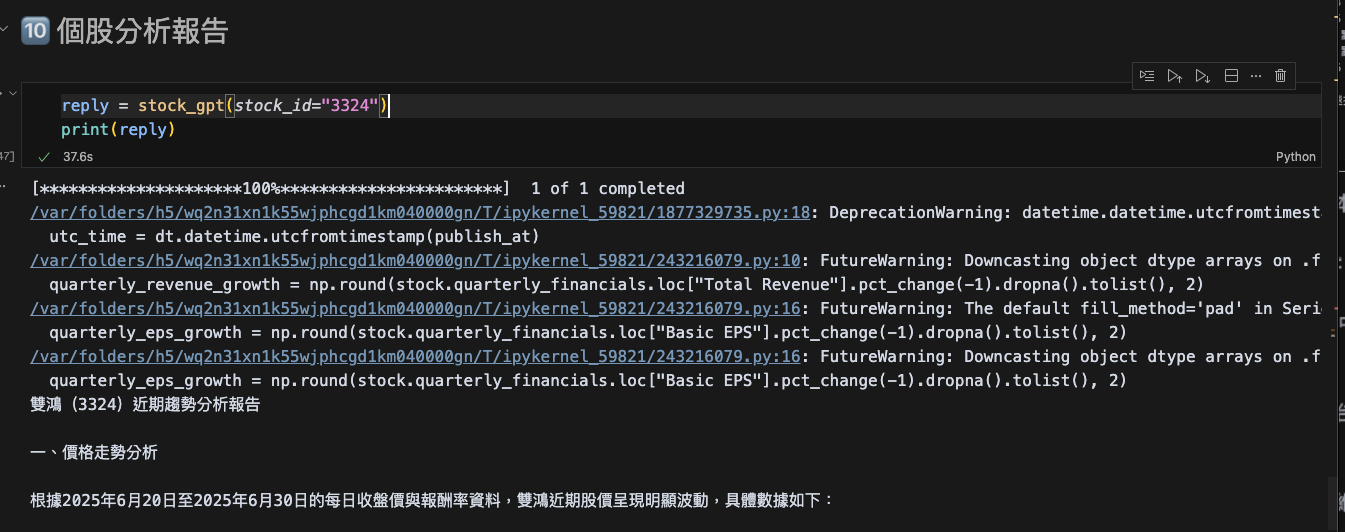 🔟 個股分析報告
reply = stock_gpt(stock_id="3324")
print(reply)
47]
37.6s
Python
[**********************100%***********************]  1 of 1 completed
/var/folders/h5/wq2n31xn1k55wjphcgd1km040000gn/T/ipykernel_59821/1877329735.py:18: DeprecationWarning: datetime.datetime.utcfromtimest
  utc_time = dt.datetime.utcfromtimestamp(publish_at)
/var/folders/h5/wq2n31xn1k55wjphcgd1km040000gn/T/ipykernel_59821/243216079.py:10: FutureWarning: Downcasting object dtype arrays on .f
  quarterly_revenue_growth = np.round(stock.quarterly_financials.loc["Total Revenue"].pct_change(-1).dropna().tolist(), 2)
/var/folders/h5/wq2n31xn1k55wjphcgd1km040000gn/T/ipykernel_59821/243216079.py:16: FutureWarning: The default fill_method='pad' in Seri
  quarterly_eps_growth = np.round(stock.quarterly_financials.loc["Basic EPS"].pct_change(-1).dropna().tolist(), 2)
/var/folders/h5/wq2n31xn1k55wjphcgd1km040000gn/T/ipykernel_59821/243216079.py:16: FutureWarning: Downcasting object dtype arrays on .f
  quarterly_eps_growth = np.round(stock.quarterly_financials.loc["Basic EPS"].pct_change(-1).dropna().tolist(), 2)
雙鴻（3324）近期趨勢分析報告
一、價格走勢分析
根據2025年6月20日至2025年6月30日的每日收盤價與報酬率資料，雙鴻近期股價呈現明顯波動，具體數據如下：